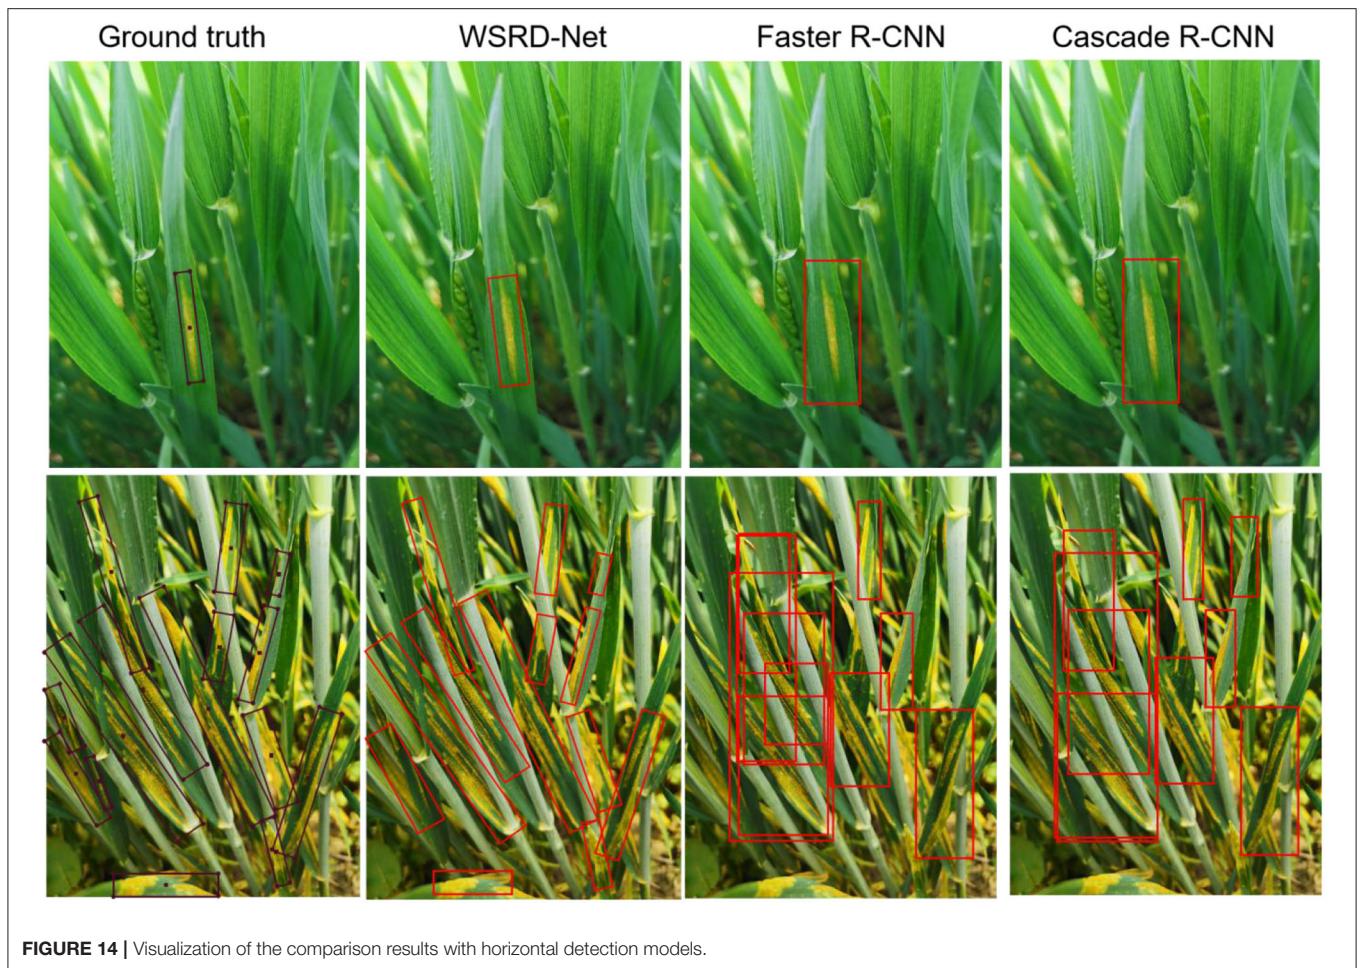 Ground truth WSRD-Net Faster R-CNN Cascade R-CNN
FIGURE 14 | Visualization of the comparison results with horizontal detection models.